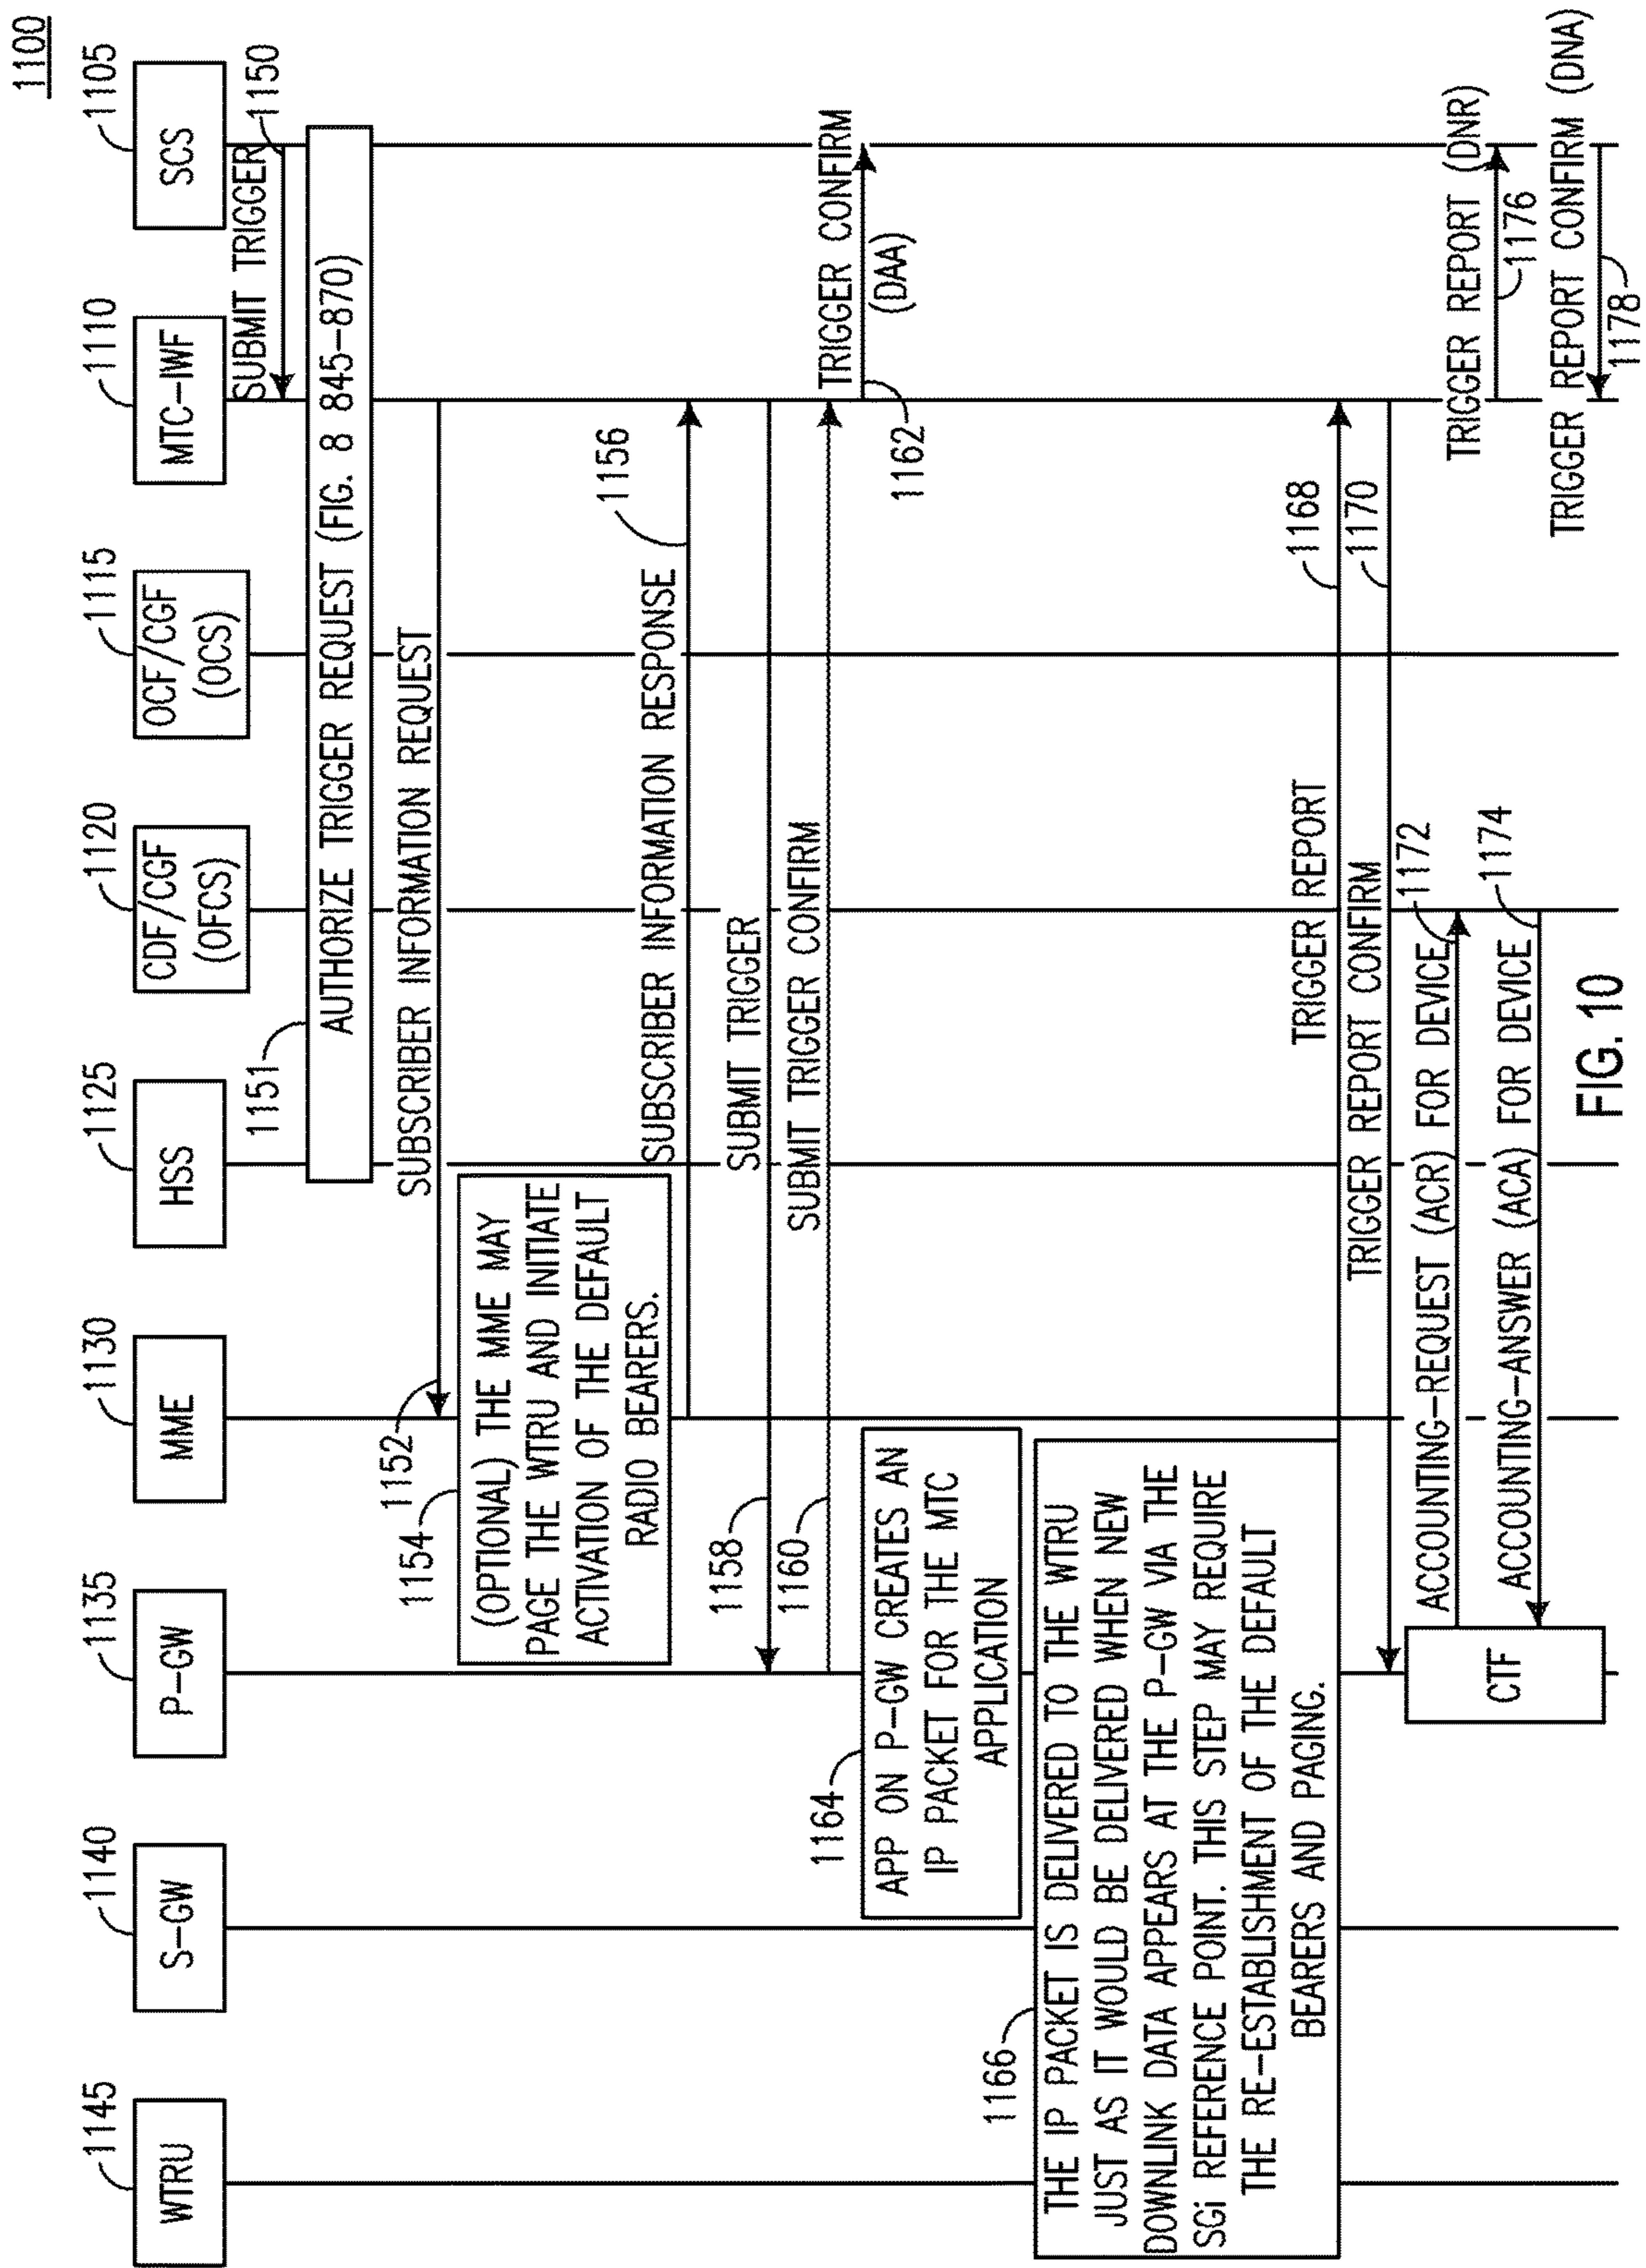 1100
1145
1140
1135
1130
1125
1120
1115
1110
1105
WTRU
S-GW
P-GW
MME
HSS
CDF/CGF
(OFCS)
OCF/CGF
(OCS)
MTC-IWF
SCS
SUBMIT TRIGGER
1150
1151
AUTHORIZE TRIGGER REQUEST (FIG. 8 845-870)
SUBSCRIBER INFORMATION REQUEST
1152
1154
(OPTIONAL) THE MME MAY
PAGE THE WTRU AND INITIATE
ACTIVATION OF THE DEFAULT
RADIO BEARERS.
SUBSCRIBER INFORMATION RESPONSE
1156
SUBMIT TRIGGER
1158
SUBMIT TRIGGER CONFIRM
1160
TRIGGER CONFIRM
(DAA)
1162
1164
APP ON P-GW CREATES AN
IP PACKET FOR THE MTC
APPLICATION
1166
THE IP PACKET IS DELIVERED TO THE WTRU
JUST AS IT WOULD BE DELIVERED WHEN NEW
DOWNLINK DATA APPEARS AT THE P-GW VIA THE
SGi REFERENCE POINT. THIS STEP MAY REQUIRE
THE RE-ESTABLISHMENT OF THE DEFAULT
BEARERS AND PAGING.
TRIGGER REPORT
1168
TRIGGER REPORT CONFIRM
1170
CTF
ACCOUNTING-REQUEST (ACR) FOR DEVICE
1172
ACCOUNTING-ANSWER (ACA) FOR DEVICE
1174
TRIGGER REPORT (DNR)
1176
TRIGGER REPORT CONFIRM (DNA)
1178
FIG. 10